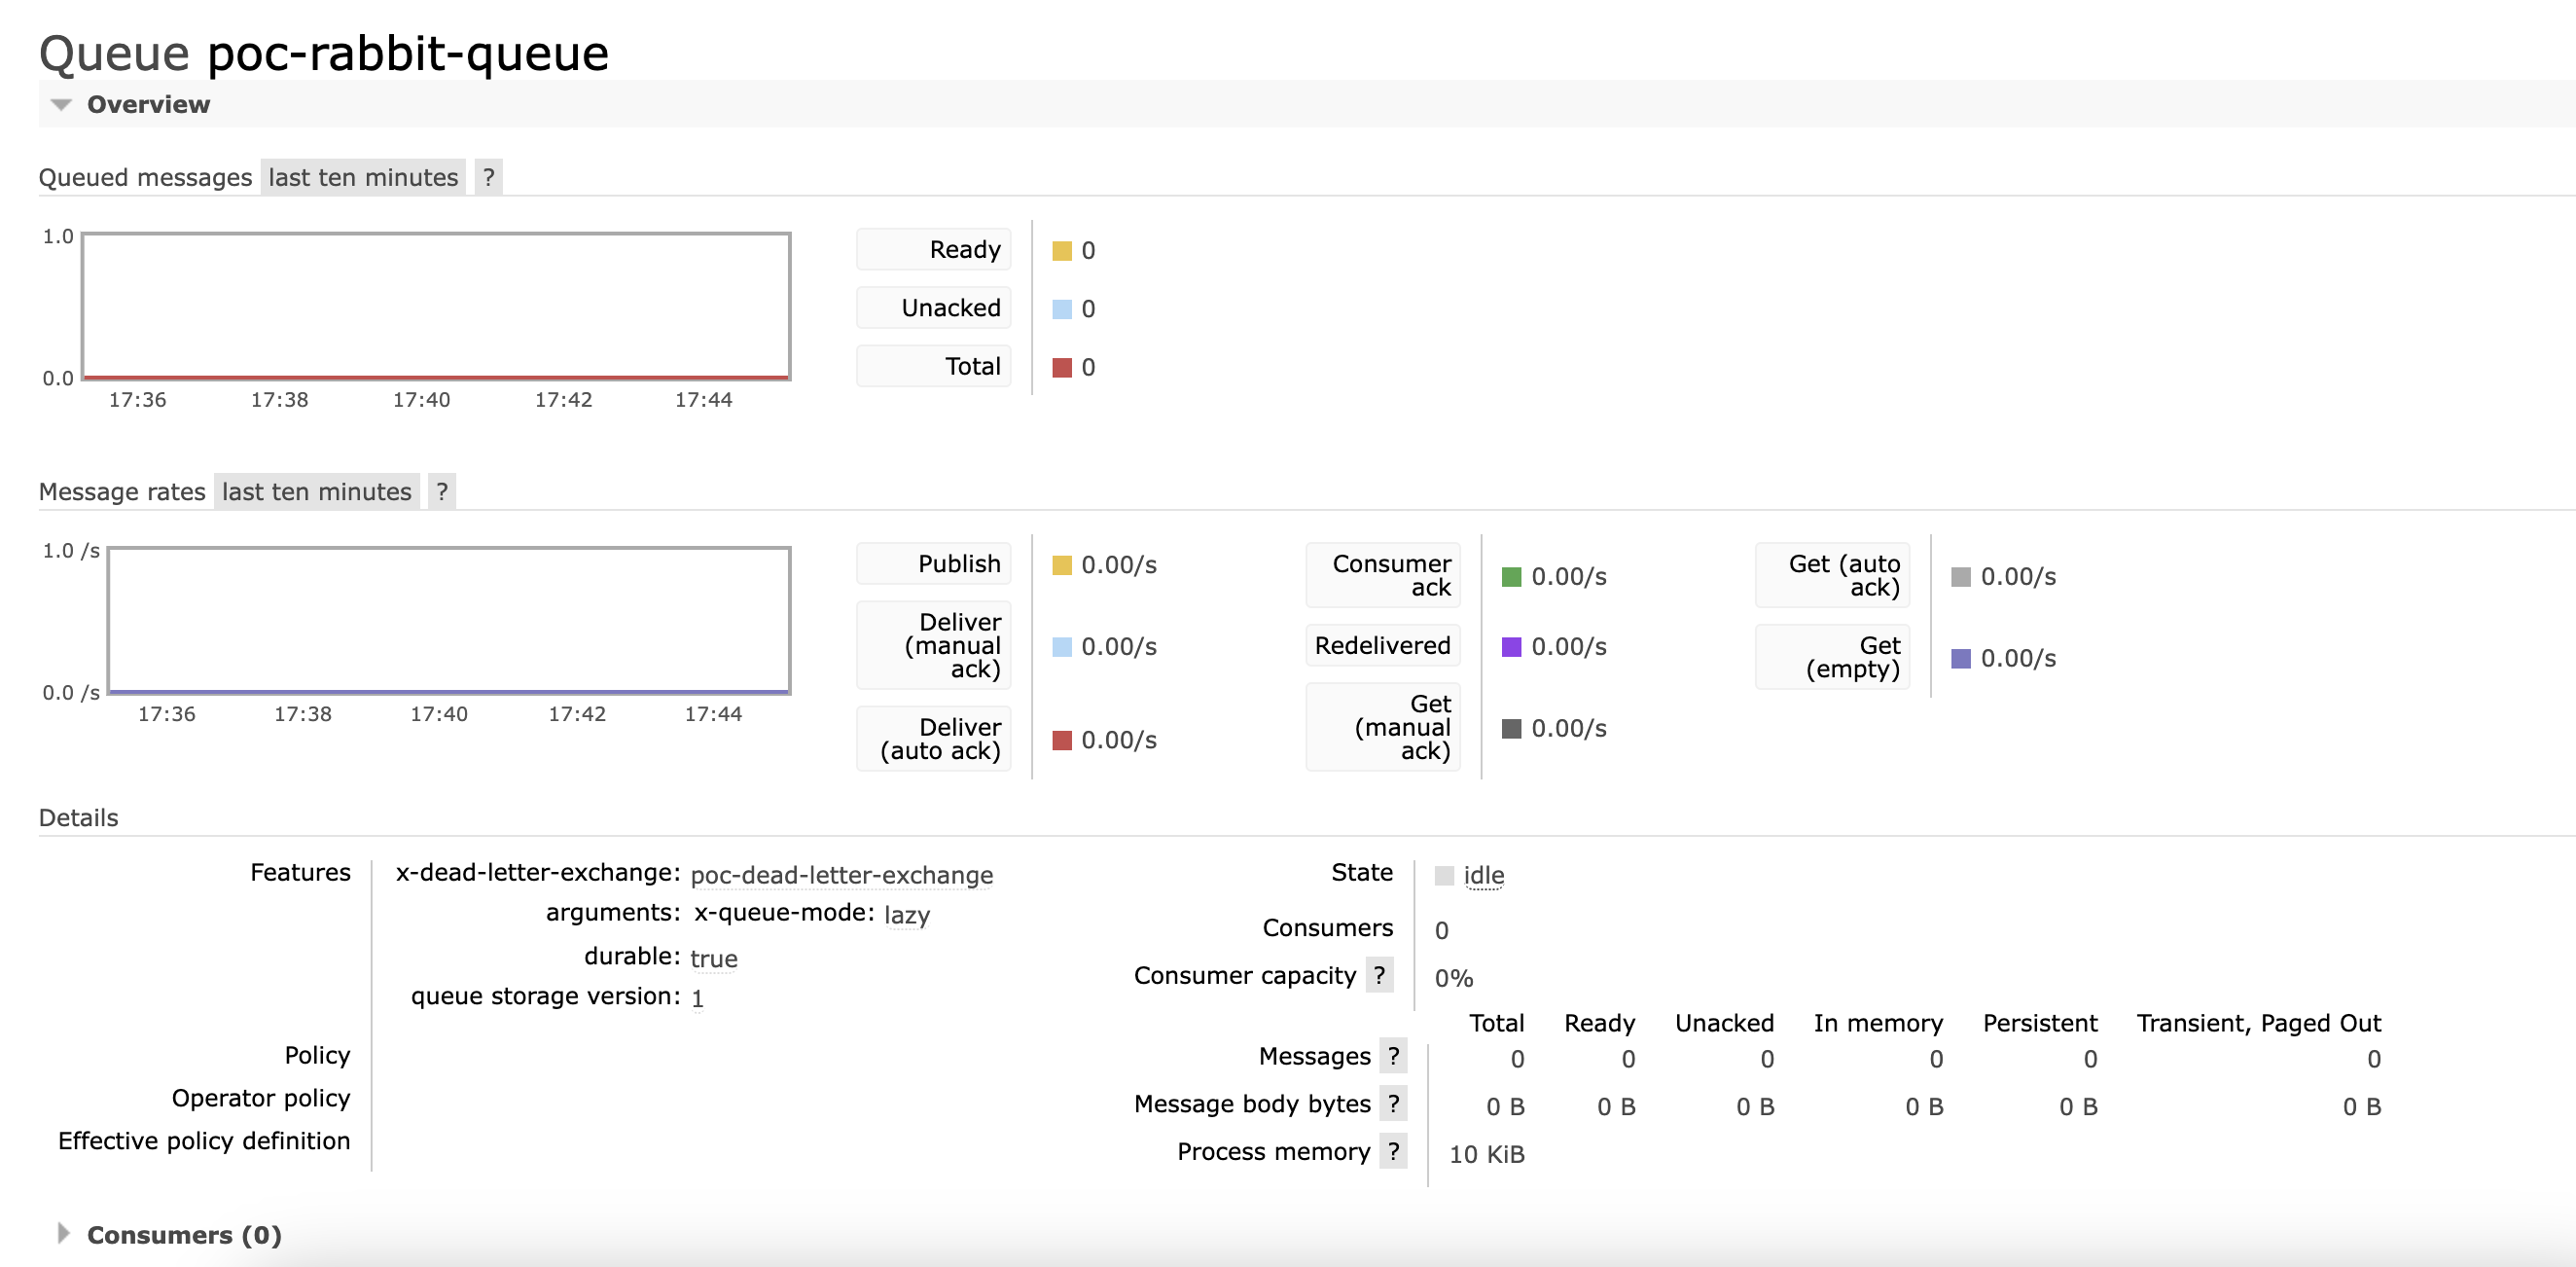 Queue poc-rabbit-queue
Overview
Queued messages last ten minutes ?
1.0
0.0
17:36 17:38 17:40 17:42 17:44
Ready 0
Unacked 0
Total 0
Message rates last ten minutes ?
1.0 /s
0.0 /s
17:36 17:38 17:40 17:42 17:44
Publish 0.00/s
Deliver
(manual
ack) 0.00/s
Deliver
(auto ack) 0.00/s
Consumer
ack 0.00/s
Redelivered 0.00/s
Get
(manual
ack) 0.00/s
Get (auto
ack) 0.00/s
Get
(empty) 0.00/s
Details
Features
x-dead-letter-exchange: poc-dead-letter-exchange
arguments: x-queue-mode: lazy
durable: true
queue storage version: 1
Policy
Operator policy
Effective policy definition
State idle
Consumers 0
Consumer capacity ? 0%
Total Ready Unacked In memory Persistent Transient, Paged Out
Messages ? 0 0 0 0 0 0
Message body bytes ? 0 B 0 B 0 B 0 B 0 B 0 B
Process memory ? 10 KiB
Consumers (0)